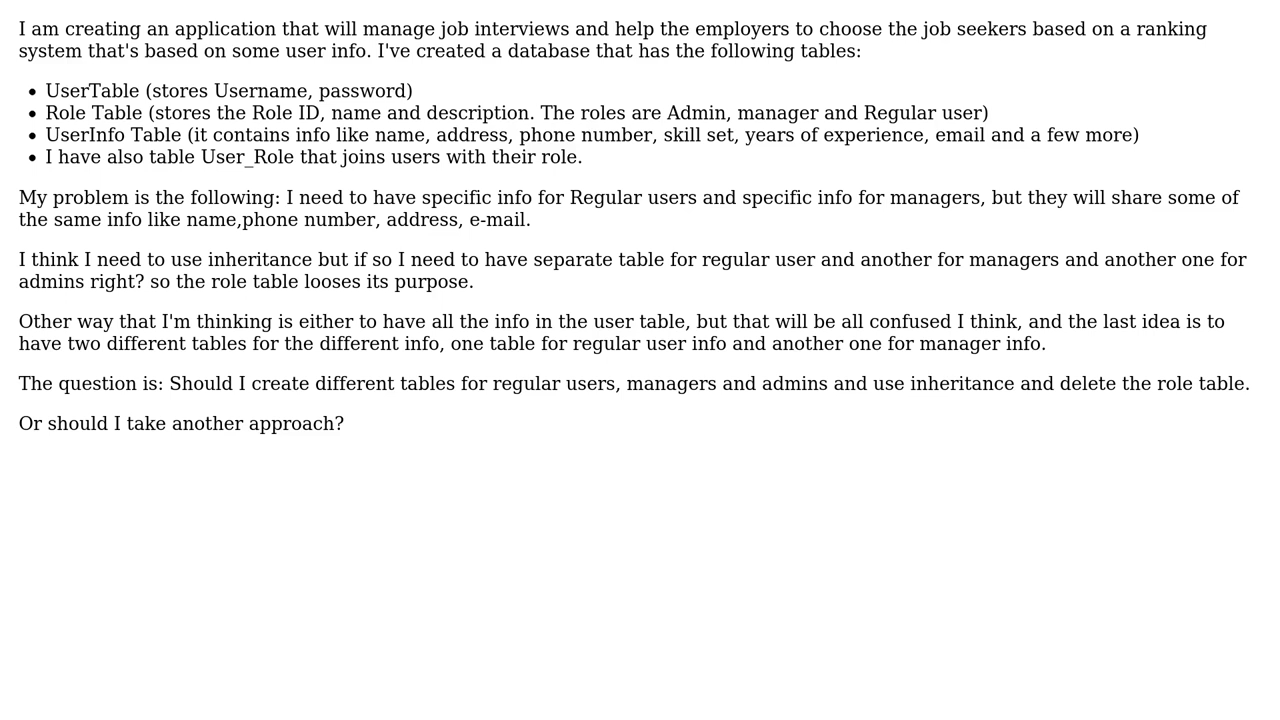 I am creating an application that will manage job interviews and help the employers to choose the job seekers based on a ranking
system that's based on some user info. I've created a database that has the following tables:
• UserTable (stores Username, password)
• Role Table (stores the Role ID, name and description. The roles are Admin, manager and Regular user)
• UserInfo Table (it contains info like name, address, phone number, skill set, years of experience, email and a few more)
• I have also table User_Role that joins users with their role.
My problem is the following: I need to have specific info for Regular users and specific info for managers, but they will share some of
the same info like name,phone number, address, e-mail.
I think I need to use inheritance but if so I need to have separate table for regular user and another for managers and another one for
admins right? so the role table looses its purpose.
Other way that I'm thinking is either to have all the info in the user table, but that will be all confused I think, and the last idea is to
have two different tables for the different info, one table for regular user info and another one for manager info.
The question is: Should I create different tables for regular users, managers and admins and use inheritance and delete the role table.
Or should I take another approach?